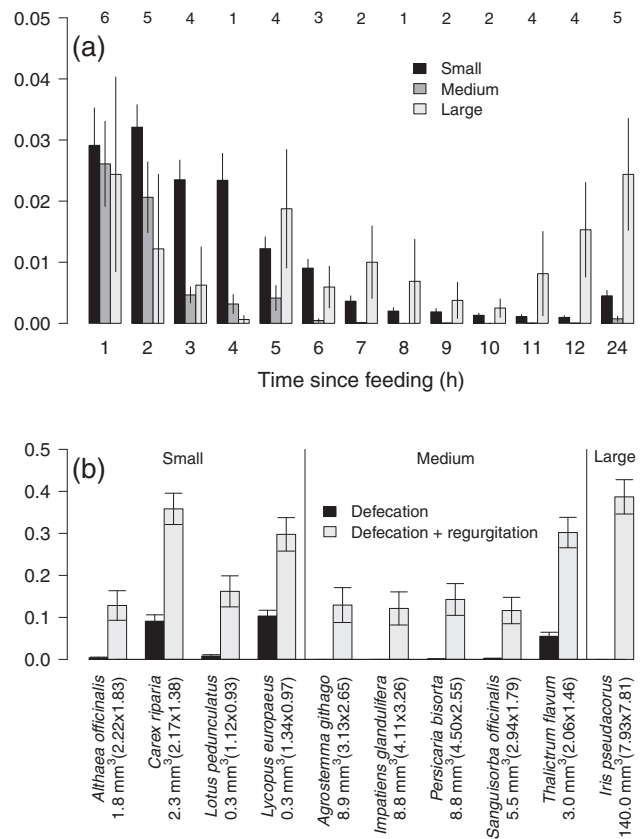 0.05 6 5 4 1 4 3 2 1 2 2 4 4 5
(a)
0.04 Small
Medium
Large
0.03
0.02
0.01
0.00
1 2 3 4 5 6 7 8 9 10 11 12 24
Time since feeding (h)
0.5
(b) Small Medium Large
0.4
Defecation
Defecation + regurgitation
0.3
0.2
0.1
0.0
Althaea officinalis
1.8 mm³(2.22x1.83)
Carex riparia
2.3 mm³(2.17x1.38)
Lotus pedunculatus
0.3 mm³(1.12x0.93)
Lycopus europaeus
0.3 mm³(1.34x0.97)
Agrostemma githago
8.9 mm³(3.13x2.65)
Impatiens glandulifera
8.8 mm³(4.11x3.26)
Persicaria bisorta
8.8 mm³(4.50x2.55)
Sanguisorba officinalis
5.5 mm³(2.94x1.79)
Thalictrum flavum
3.0 mm³(2.06x1.46)
Iris pseudacorus
140.0 mm³(7.93x7.81)